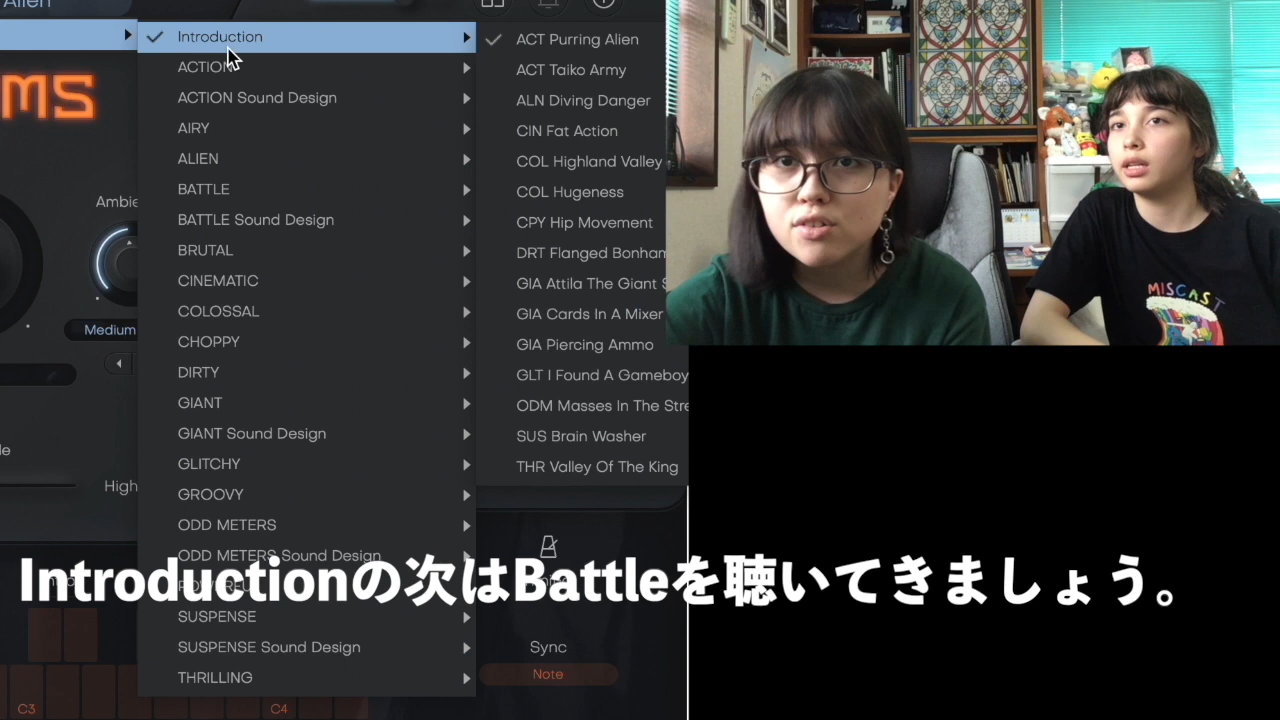 Alien
MS
Introduction
ACTION
ACTION Sound Design
AIRY
ALIEN
BATTLE
BATTLE Sound Design
BRUTAL
CINEMATIC
COLOSSAL
CHOPPY
DIRTY
GIANT
GIANT Sound Design
GLITCHY
GROOVY
ODD METERS
ODD METERS Sound Design
SUSPENSE
SUSPENSE Sound Design
THRILLING
ACT Purring Alien
ACT Taiko Army
ALN Diving Danger
CIN Fat Action
COL Highland Valley
COL Hugeness
CPY Hip Movement
DRT Flanged Bonham
GIA Attila The Giant S
GIA Cards In A Mixer
GIA Piercing Ammo
GLT I Found A Gameboy
ODM Masses In The Stre
SUS Brain Washer
THR Valley Of The King
Ambie
Medium
High
Sync
Note
C3
C4
MISCAST
Introductionの次はBattleを聴いてきましょう。